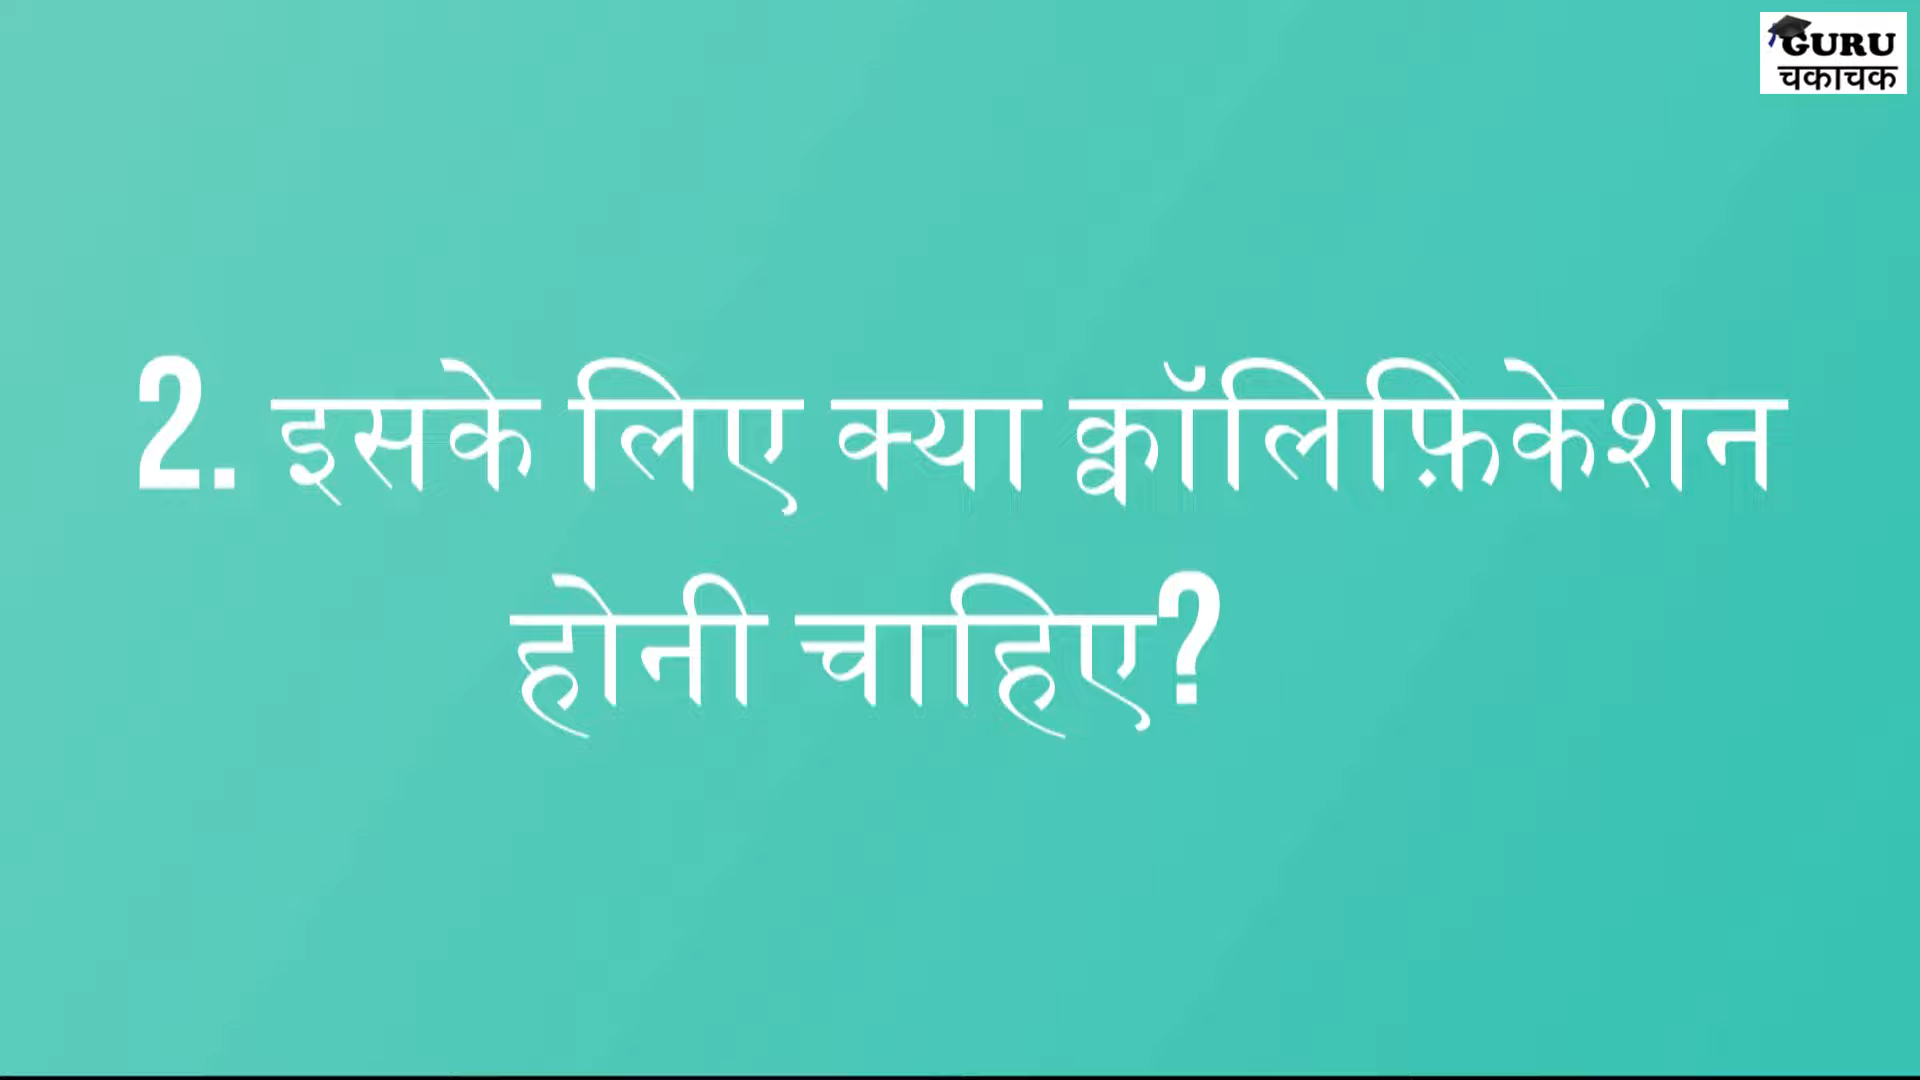 GURU
चकाचक
2. इसके लिए क्या क्वॉलिफ़िकेशन
होनी चाहिए?